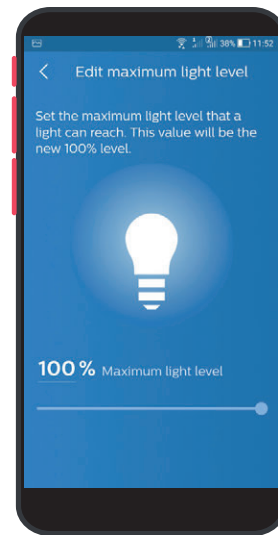 38% 11:52
Edit maximum light level
Set the maximum light level that a
light can reach. This value will be the
new 100% level.
100% Maximum light level